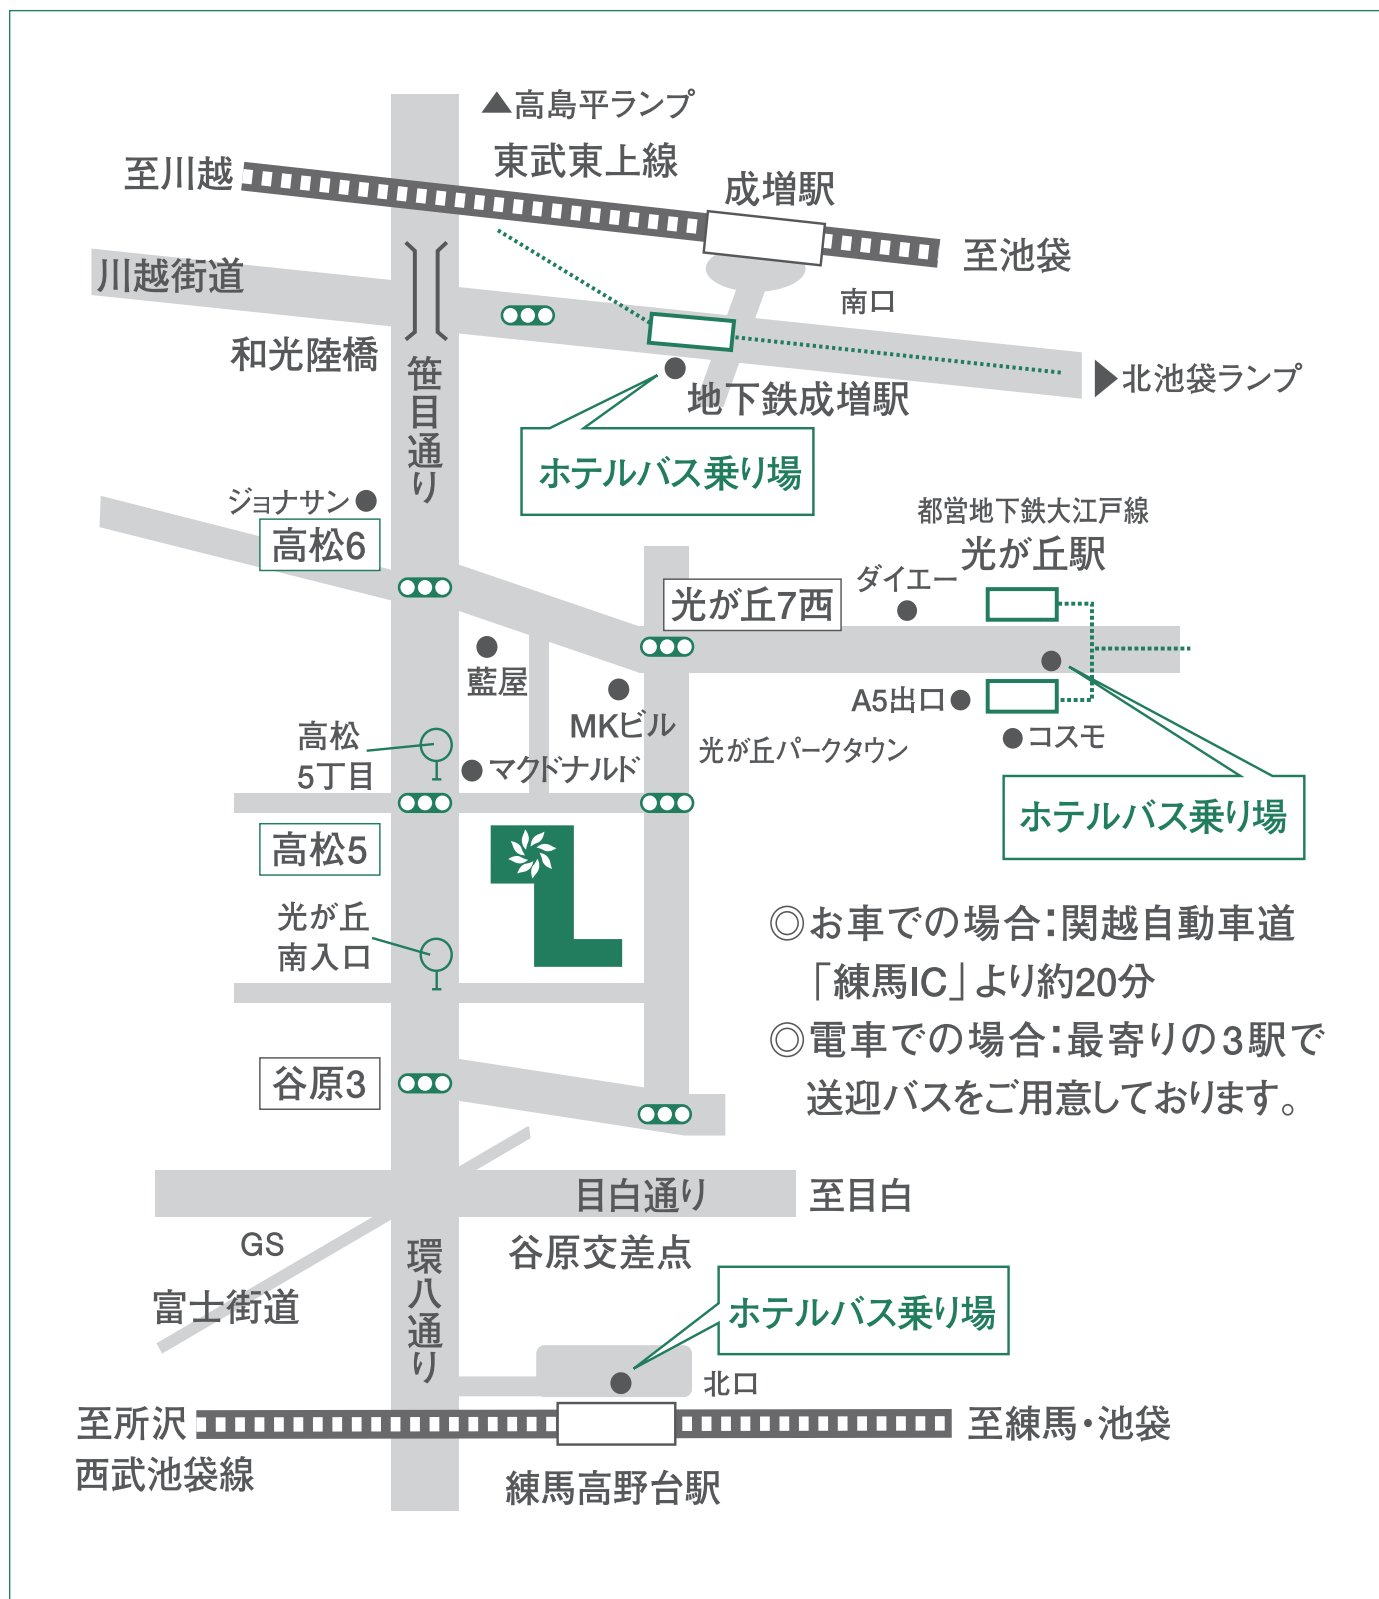 ▲高島平ランプ
東武東上線
至川越
成増駅
至池袋
川越街道
南口
和光陸橋
笹目通り
北池袋ランプ
地下鉄成増駅
ホテルバス乗り場
ジョナサン
高松6
都営地下鉄大江戸線
光が丘駅
ダイエー
光が丘7西
藍屋
MKビル
A5出口
コスモ
高松
5丁目
マクドナルド
光が丘パークタウン
ホテルバス乗り場
高松5
光が丘
南入口
◎お車での場合:関越自動車道
「練馬IC」より約20分
◎電車での場合:最寄りの3駅で
送迎バスをご用意しております。
谷原3
目白通り
至目白
GS
谷原交差点
環八通り
富士街道
ホテルバス乗り場
北口
至所沢
至練馬・池袋
西武池袋線
練馬高野台駅